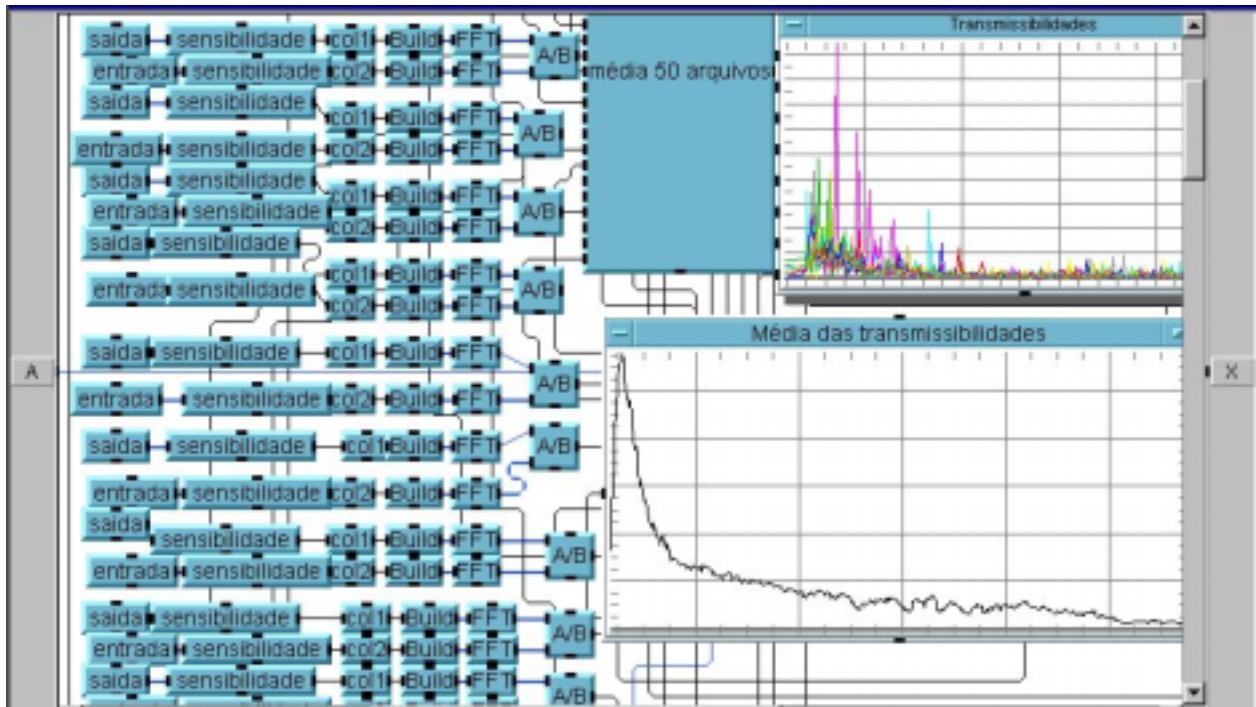 saida sensibilidade col1 Build FFT A/B
entrada sensibilidade col2 Build FFT
saida sensibilidade col1 Build FFT A/B
entrada sensibilidade col2 Build FFT
saida sensibilidade col1 Build FFT A/B
entrada sensibilidade col2 Build FFT
saida sensibilidade col1 Build FFT A/B
entrada sensibilidade col2 Build FFT
saida sensibilidade col1 Build FFT A/B
entrada sensibilidade col2 Build FFT
saida sensibilidade col1 Build FFT A/B
entrada sensibilidade col2 Build FFT
saida sensibilidade col1 Build FFT A/B
entrada sensibilidade col2 Build FFT
saida sensibilidade col1 Build FFT A/B
entrada sensibilidade col2 Build FFT
saida sensibilidade col1 Build FFT A/B
A
média 50 arquivos
Transmissibilidades
Média das transmissibilidades
X